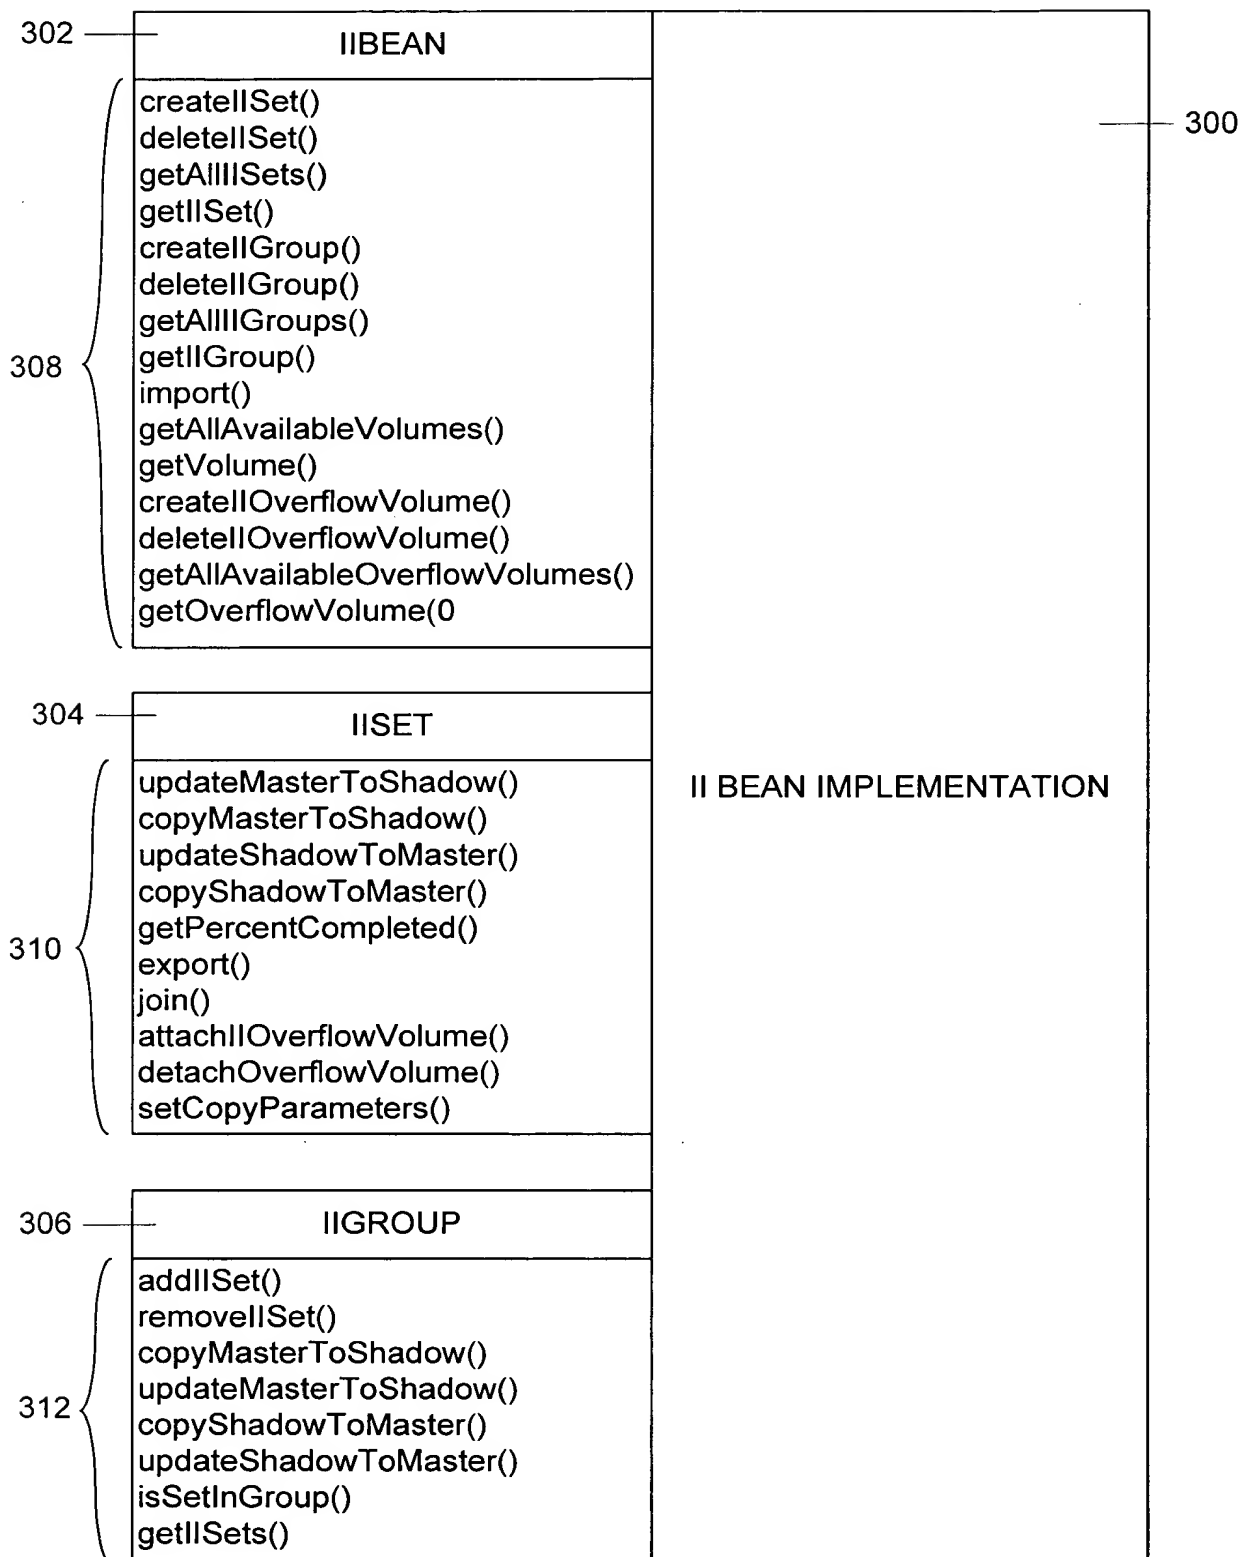 302
IIBEAN
createIISet()
deleteIISet()
getAllIISets()
getIISet()
createIIGroup()
deleteIIGroup()
getAllIIGroups()
getIIGroup()
import()
getAllAvailableVolumes()
getVolume()
createIIOverflowVolume()
deleteIIOverflowVolume()
getAllAvailableOverflowVolumes()
getOverflowVolume(0
308
300
304
IISET
updateMasterToShadow()
copyMasterToShadow()
updateShadowToMaster()
copyShadowToMaster()
getPercentCompleted()
export()
join()
attachIIOverflowVolume()
detachOverflowVolume()
setCopyParameters()
310
II BEAN IMPLEMENTATION
306
IIGROUP
addIISet()
removeIISet()
copyMasterToShadow()
updateMasterToShadow()
copyShadowToMaster()
updateShadowToMaster()
isSetInGroup()
getIISets()
312